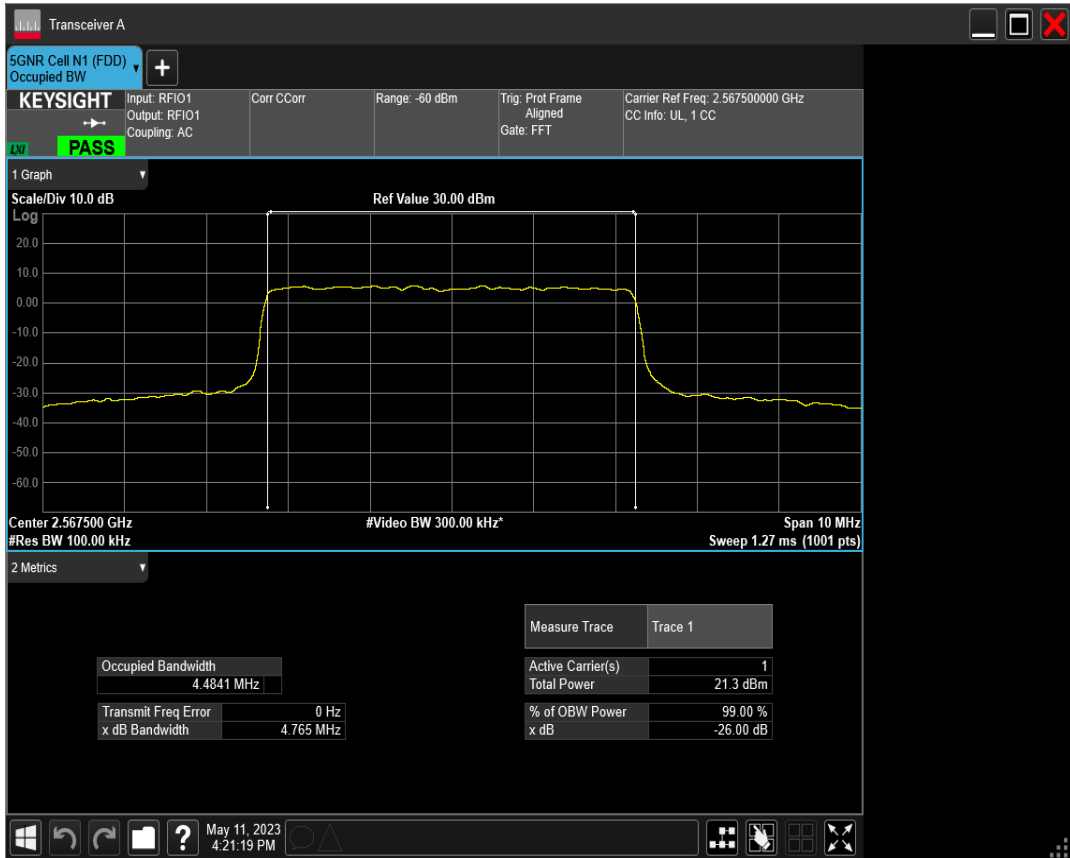 Transceiver A
5GNR Cell N1 (FDD)
Occupied BW
+
KEYSIGHT
LXI
PASS
Input: RFIO1
Output: RFIO1
Coupling: AC
Corr CCorr
Range: -60 dBm
Trig: Prot Frame
Aligned
Gate: FFT
Carrier Ref Freq: 2.567500000 GHz
CC Info: UL, 1 CC
1 Graph
Scale/Div 10.0 dB
Ref Value 30.00 dBm
Log
20.0
10.0
0.00
-10.0
-20.0
-30.0
-40.0
-50.0
-60.0
Center 2.567500 GHz
#Video BW 300.00 kHz*
Span 10 MHz
#Res BW 100.00 kHz
Sweep 1.27 ms (1001 pts)
2 Metrics
Measure Trace Trace 1
Occupied Bandwidth
4.4841 MHz
Active Carrier(s) 1
Total Power 21.3 dBm
Transmit Freq Error 0 Hz
x dB Bandwidth 4.765 MHz
% of OBW Power 99.00 %
x dB -26.00 dB
?
May 11, 2023
4:21:19 PM